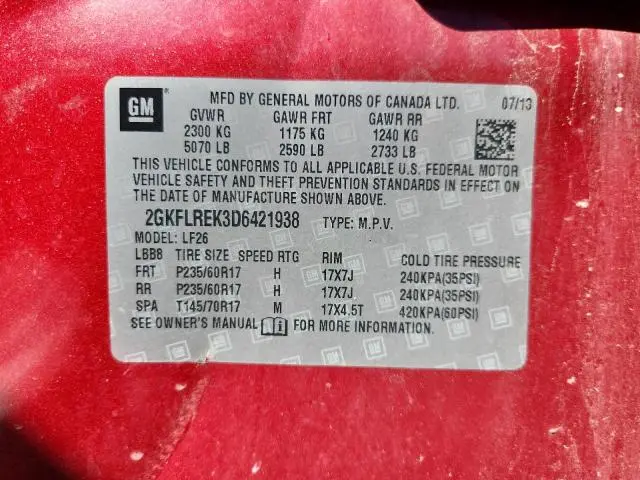 GM
MFD BY GENERAL MOTORS OF CANADA LTD. 07/13
GVWR GAWR FRT GAWR RR
2300 KG 1175 KG 1240 KG
5070 LB 2590 LB 2733 LB
THIS VEHICLE CONFORMS TO ALL APPLICABLE U.S. FEDERAL MOTOR
VEHICLE SAFETY AND THEFT PREVENTION STANDARDS IN EFFECT ON
THE DATE OF MANUFACTURE SHOWN ABOVE.
2GKFLREK3D6421938 TYPE: M.P.V.
MODEL: LF26
LBB8 TIRE SIZE SPEED RTG RIM COLD TIRE PRESSURE
FRT P235/60R17 H 17X7J 240KPA(35PSI)
RR P235/60R17 H 17X7J 240KPA(35PSI)
SPA T145/70R17 M 17X4.5T 420KPA(60PSI)
SEE OWNER'S MANUAL FOR MORE INFORMATION.